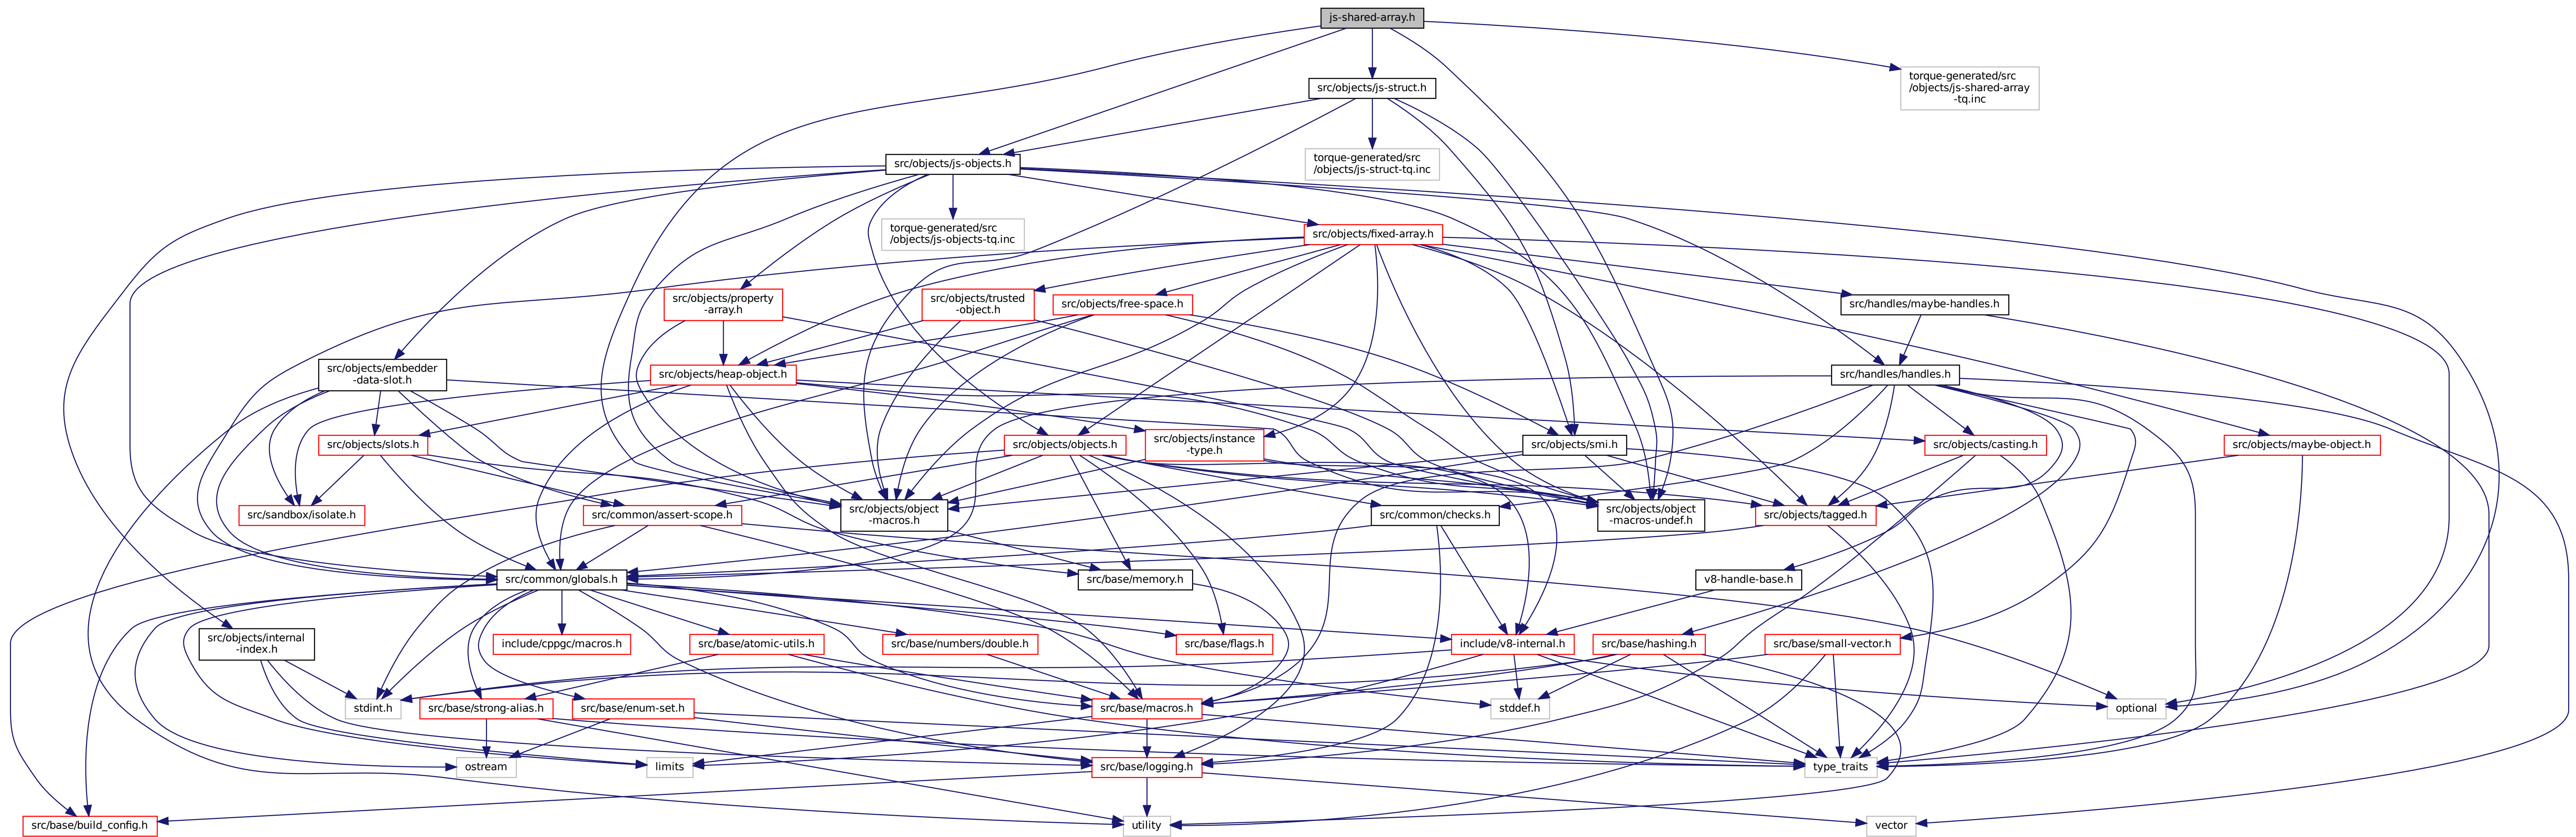 js-shared-array.h
src/objects/js-struct.h
torque-generated/src
/objects/js-shared-array
-tq.inc
src/objects/js-objects.h
torque-generated/src
/objects/js-struct-tq.inc
torque-generated/src
/objects/js-objects-tq.inc
src/objects/fixed-array.h
src/objects/property
-array.h
src/objects/trusted
-object.h
src/objects/free-space.h
src/handles/maybe-handles.h
src/objects/embedder
-data-slot.h
src/objects/heap-object.h
src/handles/handles.h
src/objects/slots.h
src/objects/objects.h
src/objects/instance
-type.h
src/objects/smi.h
src/objects/casting.h
src/objects/maybe-object.h
src/sandbox/isolate.h
src/common/assert-scope.h
src/objects/object
-macros.h
src/common/checks.h
src/objects/object
-macros-undef.h
src/objects/tagged.h
src/common/globals.h
src/base/memory.h
v8-handle-base.h
src/objects/internal
-index.h
include/cppgc/macros.h
src/base/atomic-utils.h
src/base/numbers/double.h
src/base/flags.h
include/v8-internal.h
src/base/hashing.h
src/base/small-vector.h
stdint.h
src/base/strong-alias.h
src/base/enum-set.h
src/base/macros.h
stddef.h
optional
ostream
limits
src/base/logging.h
type_traits
src/base/build_config.h
utility
vector